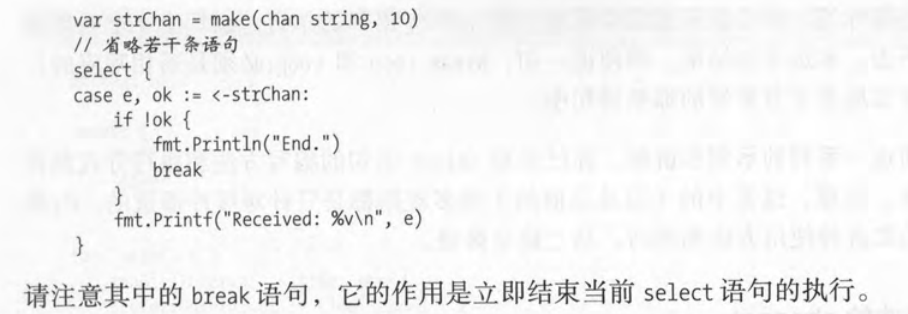 var strChan = make(chan string, 10)
// 省略若干条语句
select {
case e, ok := <-strChan:
    if !ok {
        fmt.Println("End.")
        break
    }
    fmt.Printf("Received: %v\n", e)
}
请注意其中的 break 语句，它的作用是立即结束当前 select 语句的执行。